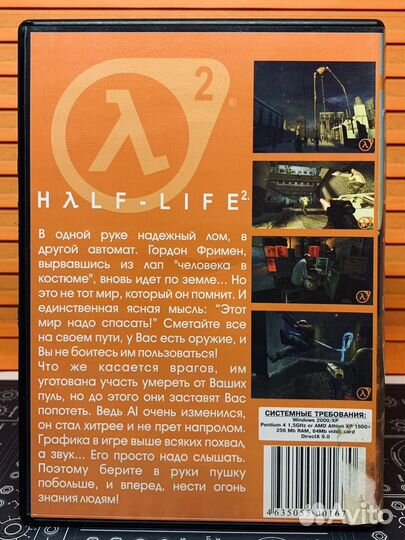 λ
2
®
HλLF-LIFE
2.
В одной руке надежный лом, в
другой автомат. Гордон Фримен,
вырвавшись из лап "человека в
костюме", вновь идет по земле... Но
это не тот мир, который он помнит. И
единственная ясная мысль: "Этот
мир надо спасать!" Сметайте все
на своем пути, у Вас есть оружие, и
Вы не боитесь им пользоваться!
Что же касается врагов, им
уготована участь умереть от Ваших
пуль, но до этого они заставят Вас
попотеть. Ведь AI очень изменился,
он стал хитрее и не прет напролом.
Графика в игре выше всяких похвал,
а звук... Его просто надо слышать.
Поэтому берите в руки пушку
побольше, и вперед, нести огонь
знания людям!
СИСТЕМНЫЕ ТРЕБОВАНИЯ:
Windows 2000/XP
Pentium 4 1,5GHz or AMD Athlon XP 1500+
256 Mb RAM, 64Mb video card
DirectX 9.0
Avito